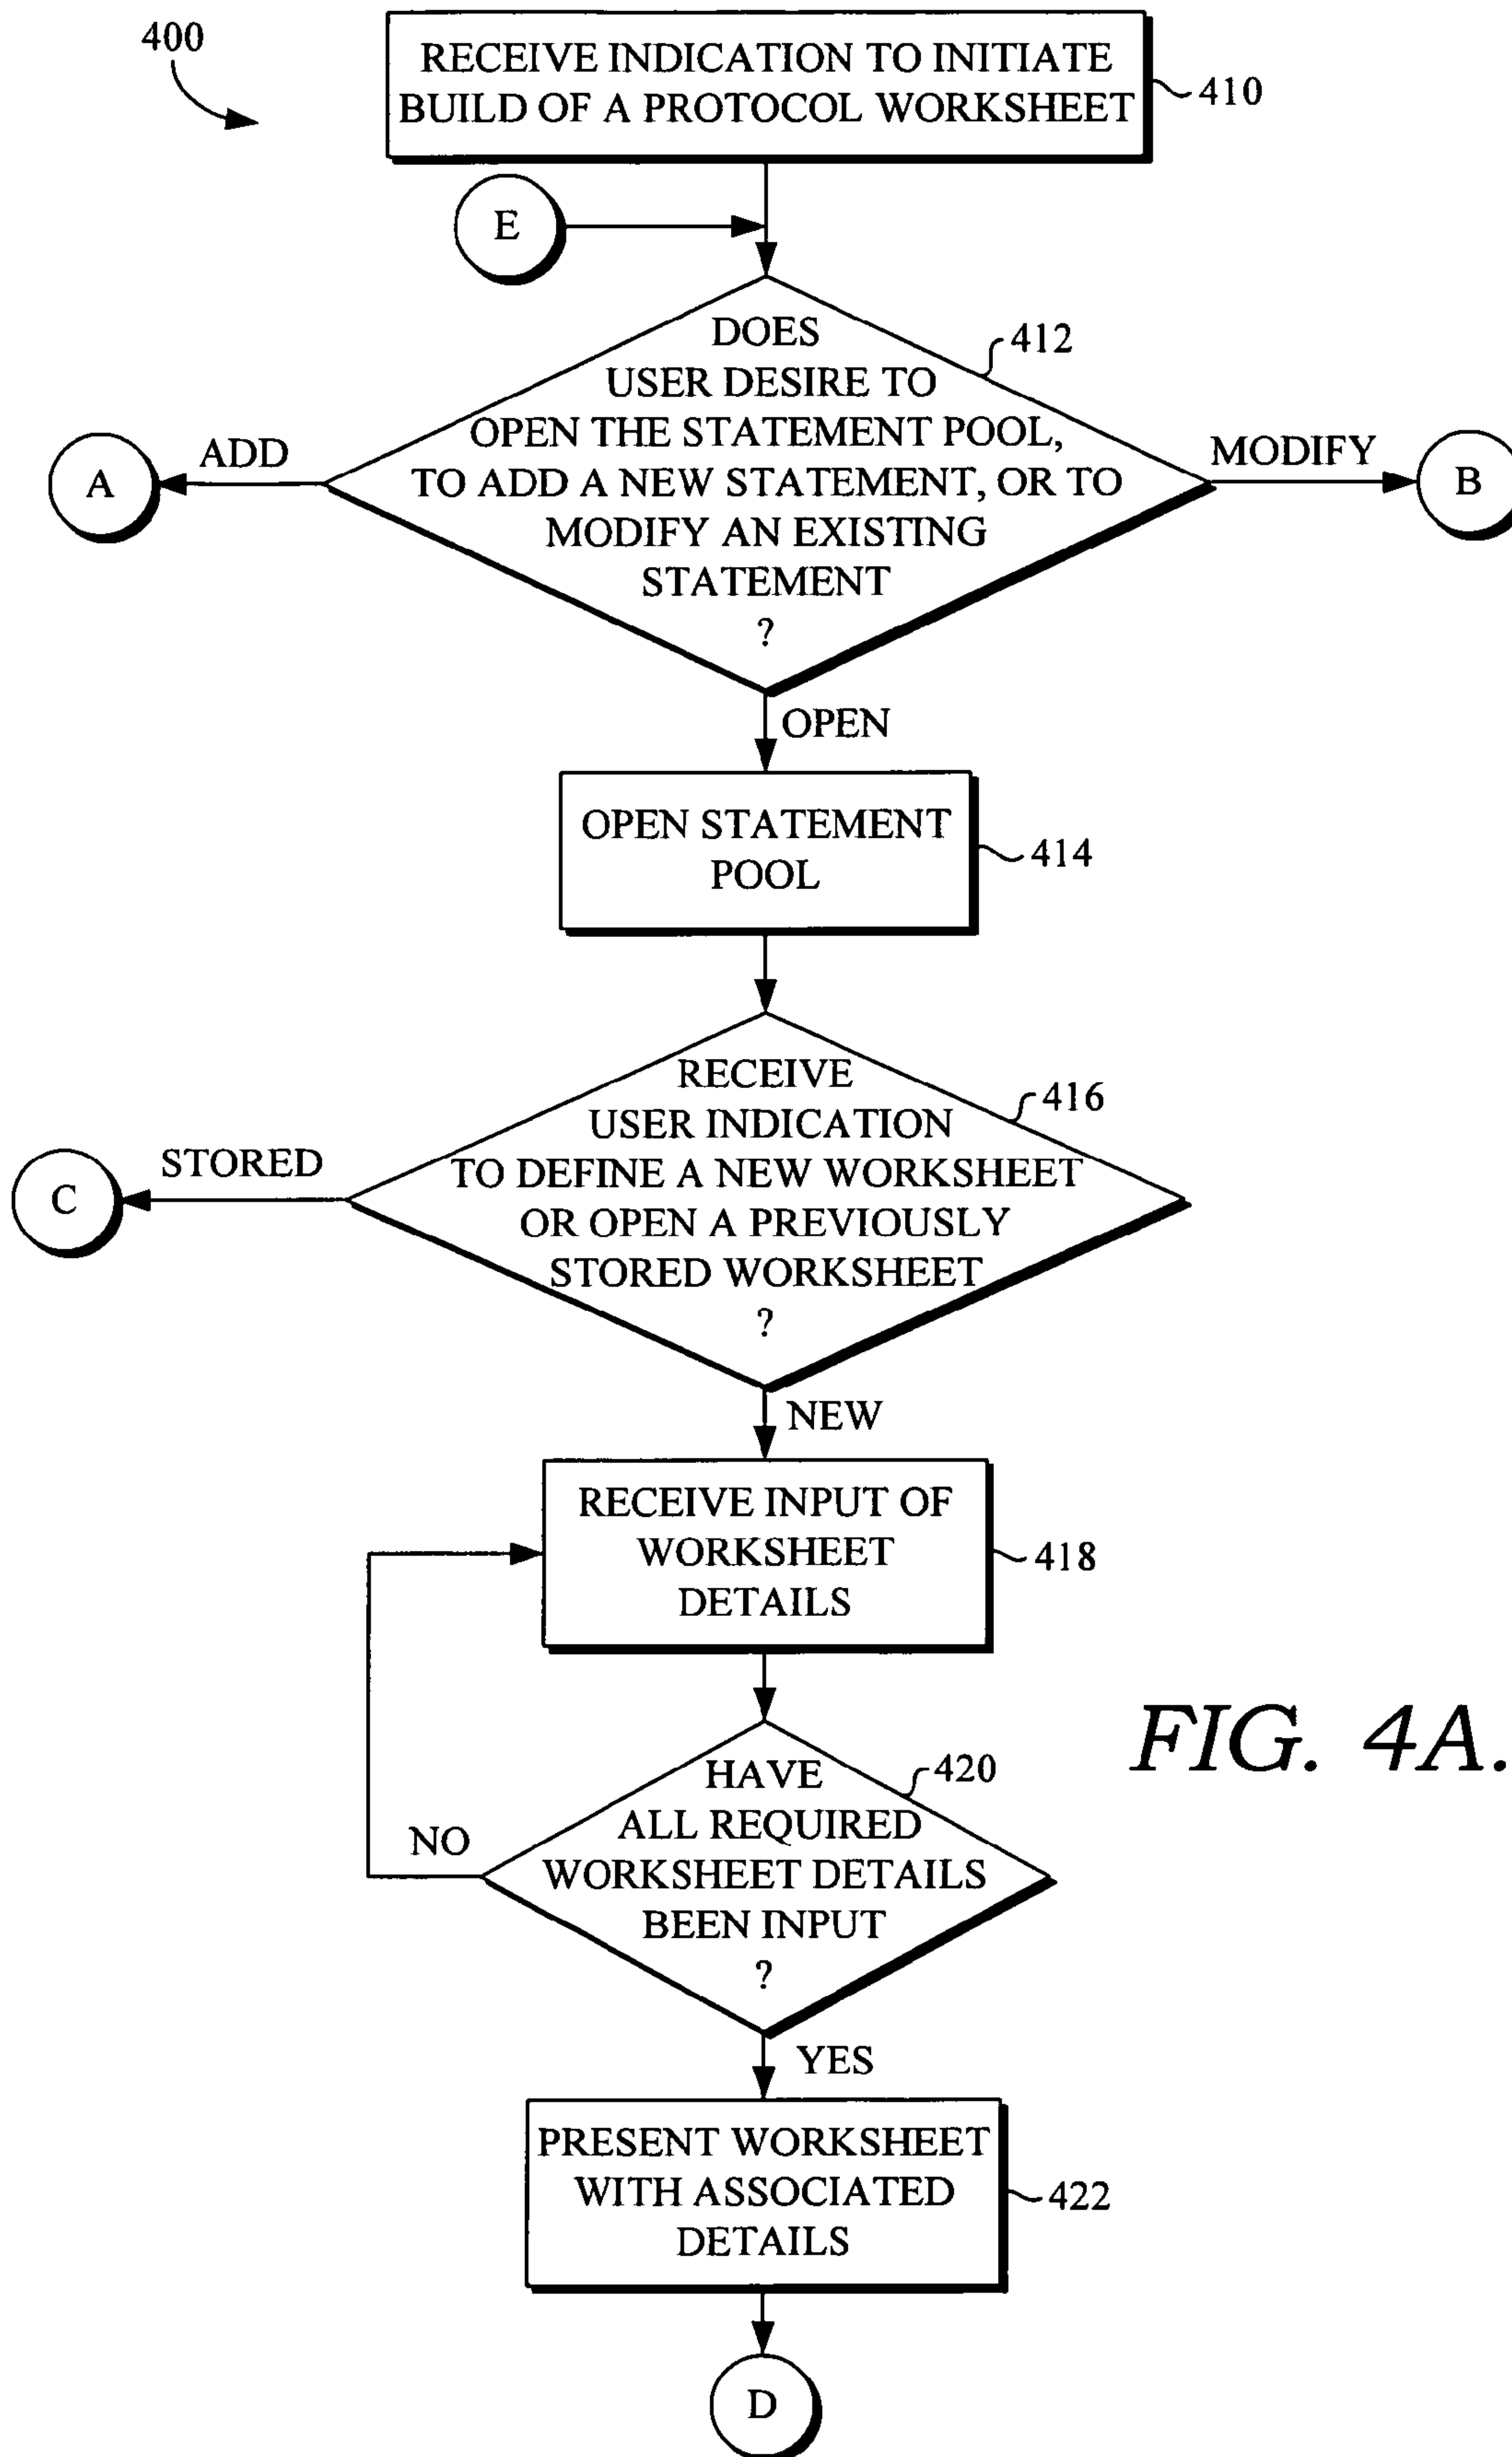 400
RECEIVE INDICATION TO INITIATE
BUILD OF A PROTOCOL WORKSHEET
410
E
DOES
USER DESIRE TO
OPEN THE STATEMENT POOL,
TO ADD A NEW STATEMENT, OR TO
MODIFY AN EXISTING
STATEMENT
?
412
ADD
A
MODIFY
B
OPEN
OPEN STATEMENT
POOL
414
RECEIVE
USER INDICATION
TO DEFINE A NEW WORKSHEET
OR OPEN A PREVIOUSLY
STORED WORKSHEET
?
416
STORED
C
NEW
RECEIVE INPUT OF
WORKSHEET
DETAILS
418
HAVE
ALL REQUIRED
WORKSHEET DETAILS
BEEN INPUT
?
420
NO
YES
PRESENT WORKSHEET
WITH ASSOCIATED
DETAILS
422
D
FIG. 4A.